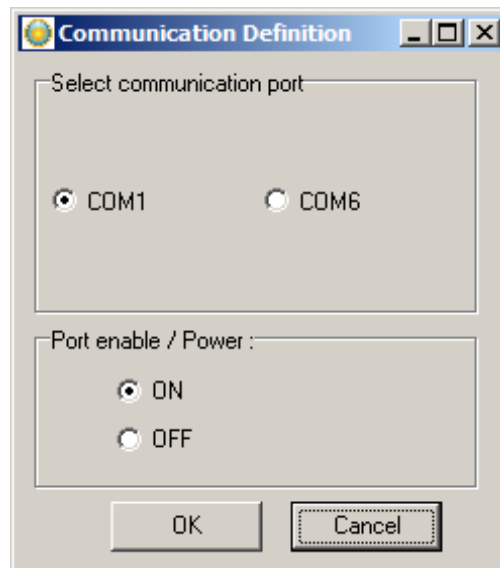 Communication Definition
Select communication port
COM1 COM6
Port enable / Power :
ON
OFF
OK Cancel